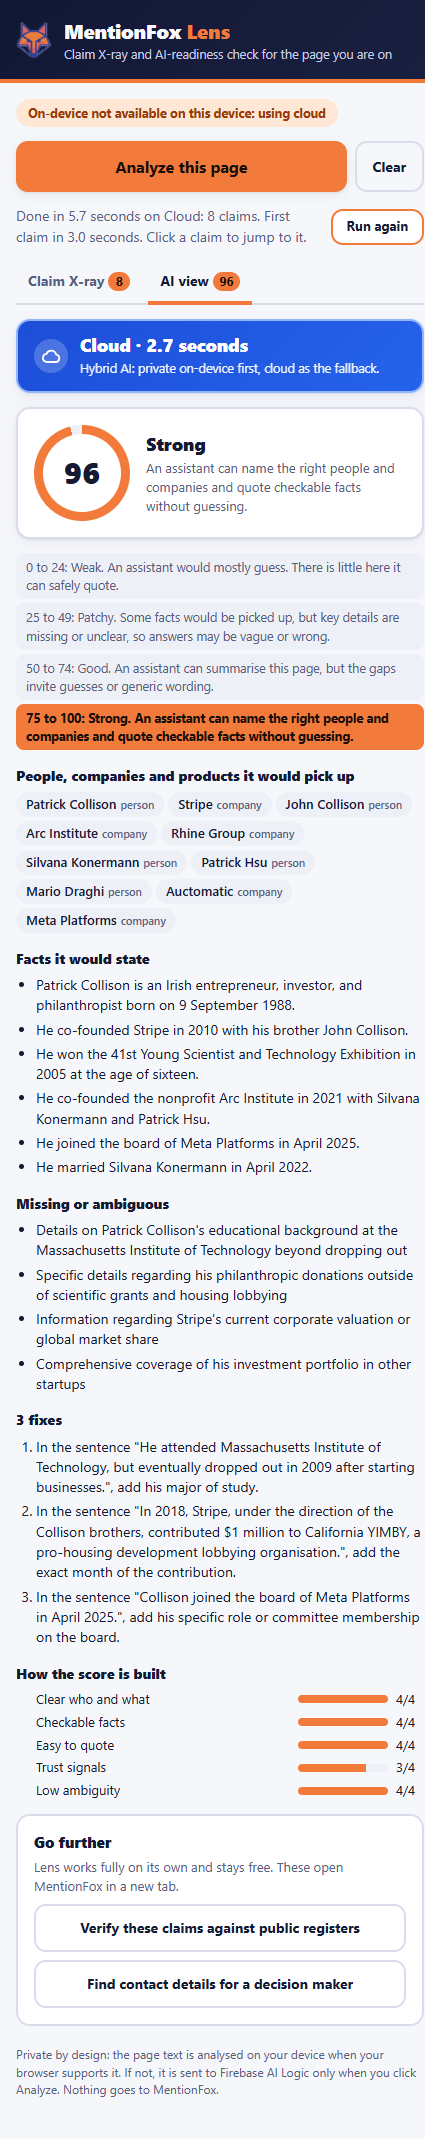 MentionFox Lens
Claim X-ray and AI-readiness check for the page you are on
On-device not available on this device: using cloud
Analyze this page
Clear
Done in 5.7 seconds on Cloud: 8 claims. First
claim in 3.0 seconds. Click a claim to jump to it.
Run again
Claim X-ray 8
AI view 96
Cloud · 2.7 seconds
Hybrid AI: private on-device first, cloud as the fallback.
96
Strong
An assistant can name the right people and
companies and quote checkable facts
without guessing.
0 to 24: Weak. An assistant would mostly guess. There is little here it
can safely quote.
25 to 49: Patchy. Some facts would be picked up, but key details are
missing or unclear, so answers may be vague or wrong.
50 to 74: Good. An assistant can summarise this page, but the gaps
invite guesses or generic wording.
75 to 100: Strong. An assistant can name the right people and
companies and quote checkable facts without guessing.
People, companies and products it would pick up
Patrick Collison person
Stripe company
John Collison person
Arc Institute company
Rhine Group company
Silvana Konermann person
Patrick Hsu person
Mario Draghi person
Auctomatic company
Meta Platforms company
Facts it would state
• Patrick Collison is an Irish entrepreneur, investor, and
philanthropist born on 9 September 1988.
• He co-founded Stripe in 2010 with his brother John Collison.
• He won the 41st Young Scientist and Technology Exhibition in
2005 at the age of sixteen.
• He co-founded the nonprofit Arc Institute in 2021 with Silvana
Konermann and Patrick Hsu.
• He joined the board of Meta Platforms in April 2025.
• He married Silvana Konermann in April 2022.
Missing or ambiguous
• Details on Patrick Collison's educational background at the
Massachusetts Institute of Technology beyond dropping out
• Specific details regarding his philanthropic donations outside
of scientific grants and housing lobbying
• Information regarding Stripe's current corporate valuation or
global market share
• Comprehensive coverage of his investment portfolio in other
startups
3 fixes
1. In the sentence "He attended Massachusetts Institute of
Technology, but eventually dropped out in 2009 after starting
businesses.", add his major of study.
2. In the sentence "In 2018, Stripe, under the direction of the
Collison brothers, contributed $1 million to California YIMBY, a
pro-housing development lobbying organisation.", add the
exact month of the contribution.
3. In the sentence "Collison joined the board of Meta Platforms
in April 2025.", add his specific role or committee membership
on the board.
How the score is built
Clear who and what 4/4
Checkable facts 4/4
Easy to quote 4/4
Trust signals 3/4
Low ambiguity 4/4
Go further
Lens works fully on its own and stays free. These open
MentionFox in a new tab.
Verify these claims against public registers
Find contact details for a decision maker
Private by design: the page text is analysed on your device when your
browser supports it. If not, it is sent to Firebase AI Logic only when you click
Analyze. Nothing goes to MentionFox.